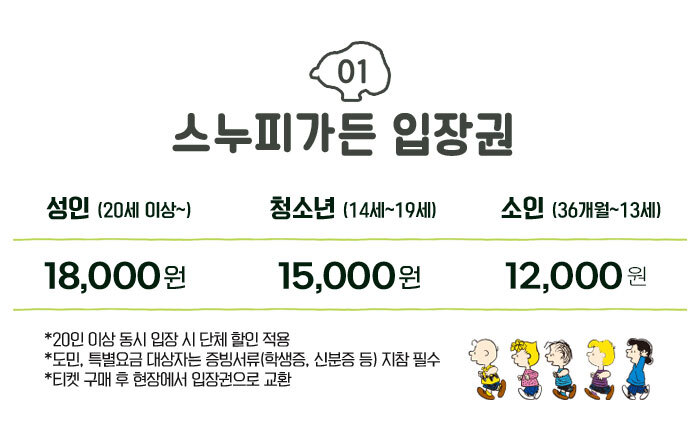 01
스누피가든 입장권
성인 (20세 이상~) 청소년 (14세~19세) 소인 (36개월~13세)
18,000원 15,000원 12,000원
*20인 이상 동시 입장 시 단체 할인 적용
*도민, 특별요금 대상자는 증빙서류(학생증, 신분증 등) 지참 필수
*티켓 구매 후 현장에서 입장권으로 교환